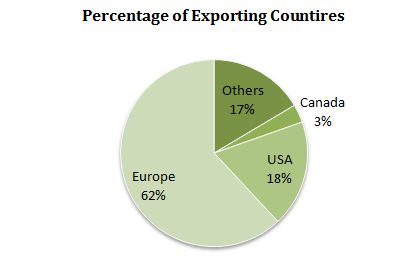 Percentage of Exporting Countires
Others
17%
Canada
3%
USA
18%
Europe
62%